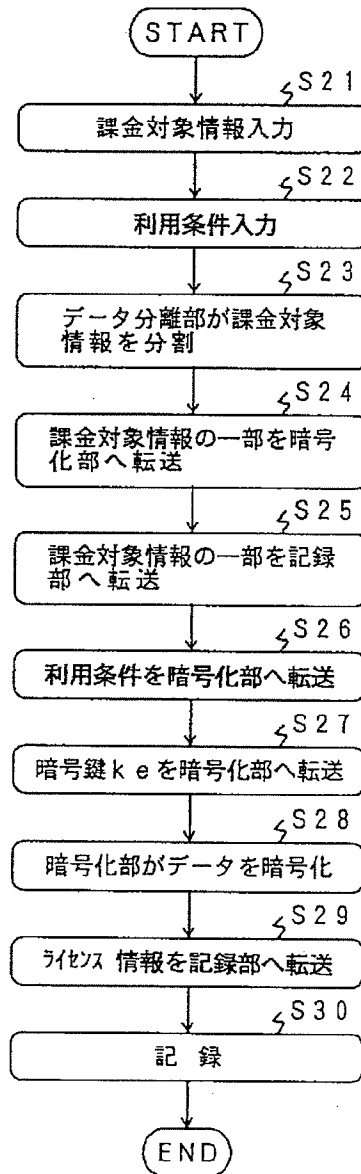 START
S21
課金対象情報入力
S22
利用条件入力
S23
データ分離部が課金対象
情報を分割
S24
課金対象情報の一部を暗号
化部へ転送
S25
課金対象情報の一部を記録
部へ転送
S26
利用条件を暗号化部へ転送
S27
暗号鍵keを暗号化部へ転送
S28
暗号化部がデータを暗号化
S29
ライセンス情報を記録部へ転送
S30
記録
END